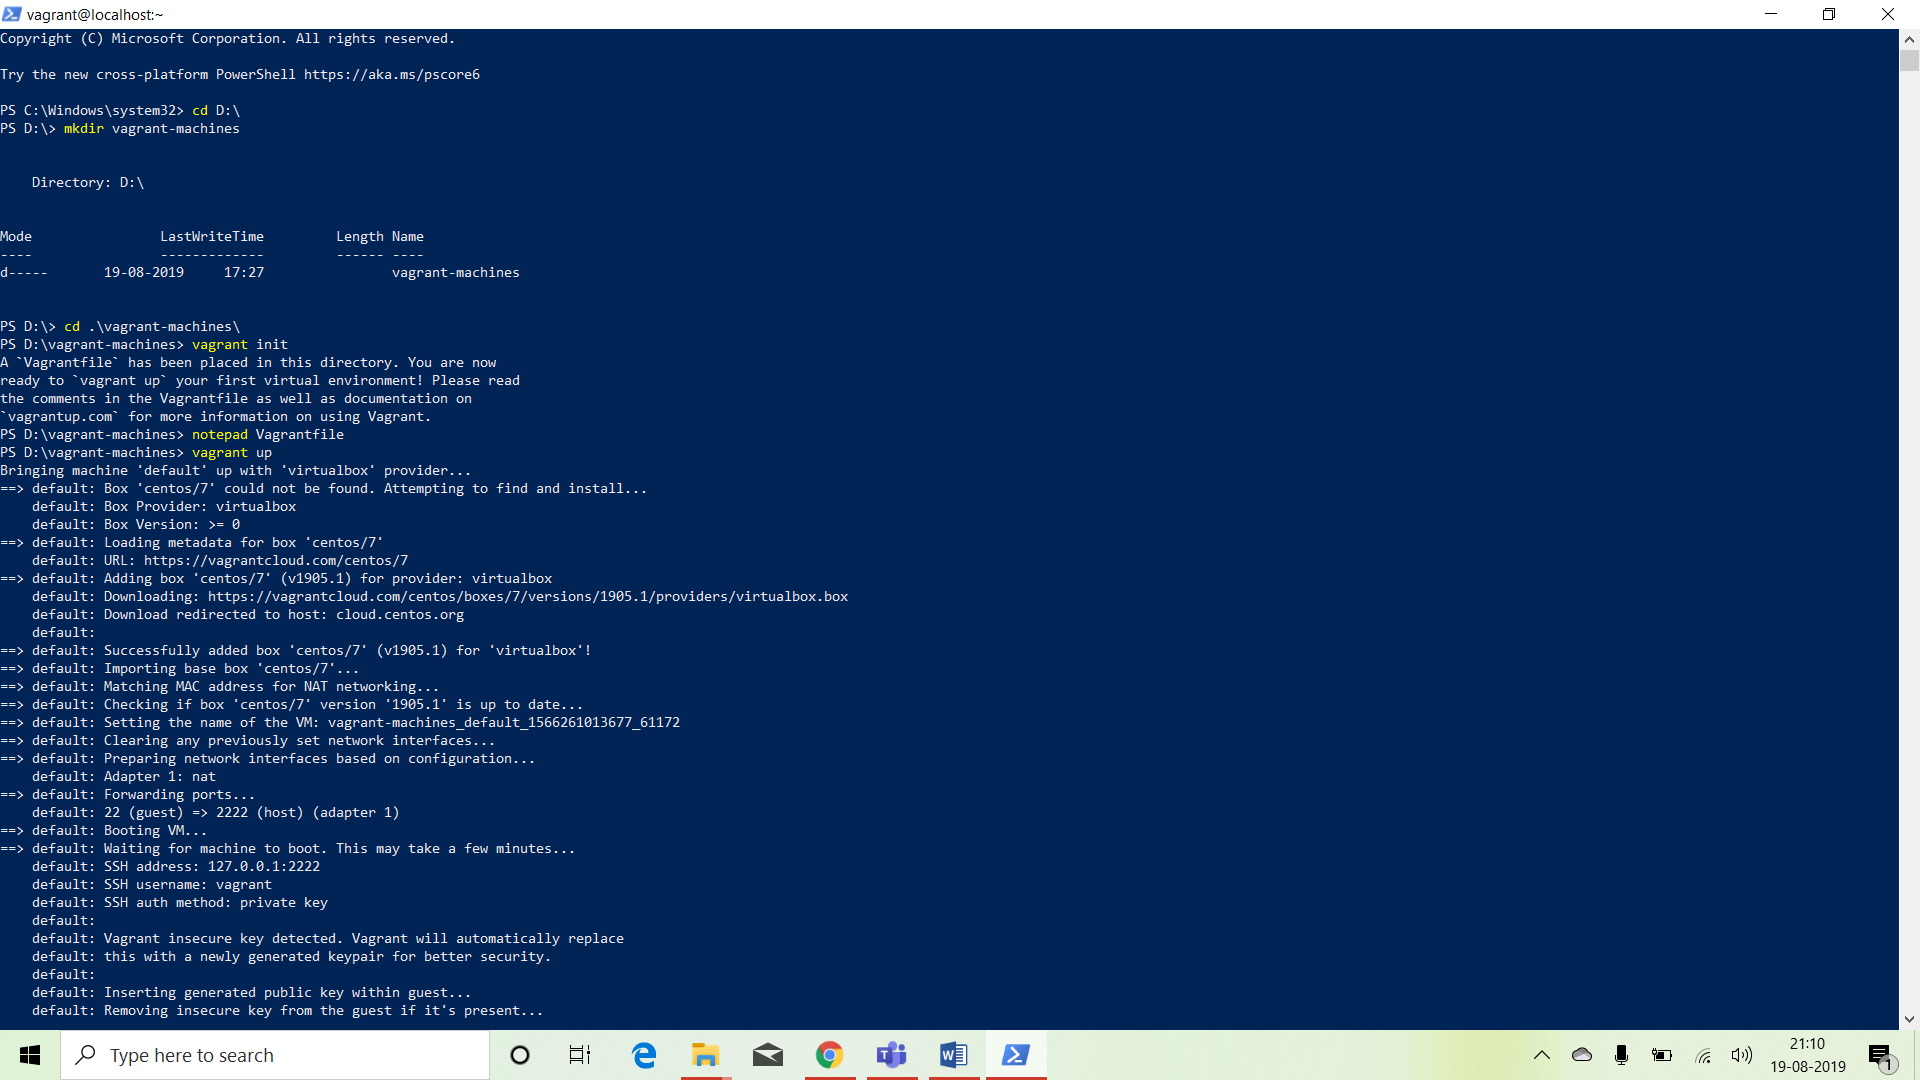 vagrant@localhost:~
Copyright (C) Microsoft Corporation. All rights reserved.
Try the new cross-platform PowerShell https://aka.ms/pscore6
PS C:\Windows\system32> cd D:\
PS D:\> mkdir vagrant-machines
    Directory: D:\
Mode                LastWriteTime         Length Name
----                -------------         ------ ----
d-----       19-08-2019     17:27                vagrant-machines
PS D:\> cd .\vagrant-machines\
PS D:\vagrant-machines> vagrant init
A `Vagrantfile` has been placed in this directory. You are now
ready to `vagrant up` your first virtual environment! Please read
the comments in the Vagrantfile as well as documentation on
`vagrantup.com` for more information on using Vagrant.
PS D:\vagrant-machines> notepad Vagrantfile
PS D:\vagrant-machines> vagrant up
Bringing machine 'default' up with 'virtualbox' provider...
==> default: Box 'centos/7' could not be found. Attempting to find and install...
    default: Box Provider: virtualbox
    default: Box Version: >= 0
==> default: Loading metadata for box 'centos/7'
    default: URL: https://vagrantcloud.com/centos/7
==> default: Adding box 'centos/7' (v1905.1) for provider: virtualbox
    default: Downloading: https://vagrantcloud.com/centos/boxes/7/versions/1905.1/providers/virtualbox.box
    default: Download redirected to host: cloud.centos.org
    default:
==> default: Successfully added box 'centos/7' (v1905.1) for 'virtualbox'!
==> default: Importing base box 'centos/7'...
==> default: Matching MAC address for NAT networking...
==> default: Checking if box 'centos/7' version '1905.1' is up to date...
==> default: Setting the name of the VM: vagrant-machines_default_1566261013677_61172
==> default: Clearing any previously set network interfaces...
==> default: Preparing network interfaces based on configuration...
    default: Adapter 1: nat
==> default: Forwarding ports...
    default: 22 (guest) => 2222 (host) (adapter 1)
==> default: Booting VM...
==> default: Waiting for machine to boot. This may take a few minutes...
    default: SSH address: 127.0.0.1:2222
    default: SSH username: vagrant
    default: SSH auth method: private key
    default:
    default: Vagrant insecure key detected. Vagrant will automatically replace
    default: this with a newly generated keypair for better security.
    default:
    default: Inserting generated public key within guest...
    default: Removing insecure key from the guest if it's present...
Type here to search
21:10
19-08-2019
1